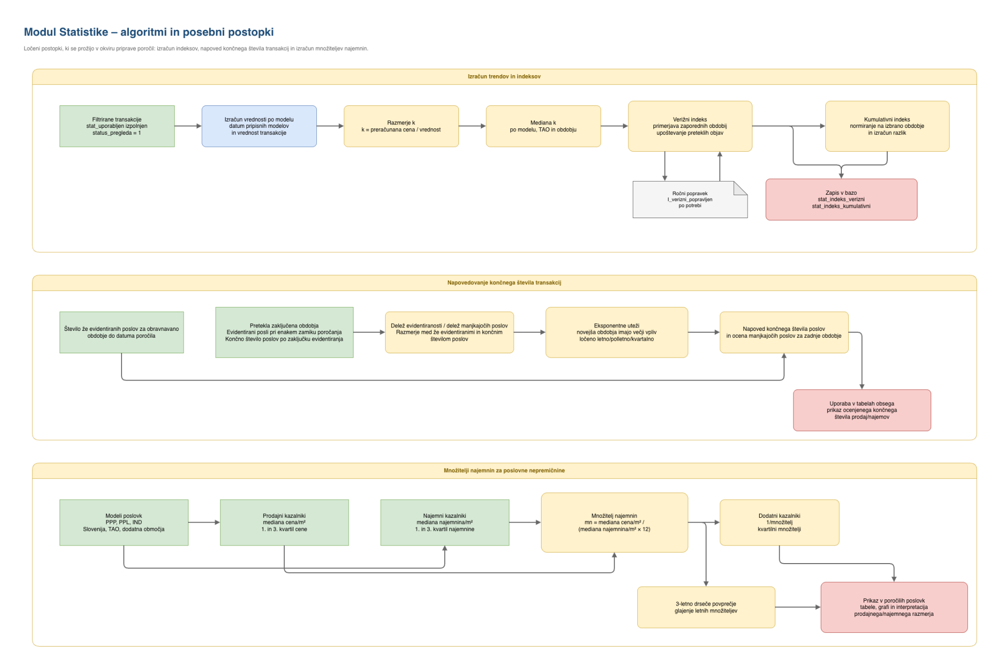 Modul Statistike – algoritmi in posebni postopki
Ločeni postopki, ki se prožijo v okviru priprave poročil: izračun indeksov, napoved končnega števila transakcij in izračun množiteljev najemnin.
Izračun trendov in indeksov
Filtrirane transakcije
stat_uporabljen izpolnjen
status_pregleda = 1
Izračun vrednosti po modelu
datum pripisnih modelov
in vrednost transakcije
Razmerje k
k = preračunana cena / vrednost
Mediana k
po modelu, TAO in obdobju
Verižni indeks
primerjava zaporednih obdobij
upoštevanje preteklih objav
Kumulativni indeks
normiranje na izbrano obdobje
in izračun razlik
Ročni popravek
I_verizni_popravljen
po potrebi
Zapis v bazo
stat_indeks_verizni
stat_indeks_kumulativni
Napovedovanje končnega števila transakcij
Število že evidentiranih poslov za obravnavano
obdobje do datuma poročila
Pretekla zaključena obdobja
Evidentirani posli pri enakem zamiku poročanja
Končno število poslov po zaključku evidentiranja
Delež evidentiranosti / delež manjkajočih poslov
Razmerje med že evidentiranimi in končnim
številom poslov
Eksponentne uteži
novejša obdobja imajo večji vpliv
ločeno letno/polletno/kvartalno
Napoved končnega števila poslov
in ocena manjkajočih poslov za zadnje obdobje
Uporaba v tabelah obsega
prikaz ocenjenega končnega
števila prodaj/najemov
Množitelji najemnin za poslovne nepremičnine
Modeli poslovk
PPP, PPL, IND
Slovenija, TAO, dodatna območja
Prodajni kazalniki
mediana cena/m²
1. in 3. kvartil cene
Najemni kazalniki
mediana najemnina/m²
1. in 3. kvartil najemnine
Množitelj najemnin
mn = mediana cena/m² /
(mediana najemnina/m² × 12)
Dodatni kazalniki
1/množitelj
kvartilni množitelji
3-letno drseče povprečje
glajenje letnih množiteljev
Prikaz v poročilih poslovk
tabele, grafi in interpretacija
prodajnega/najemnega razmerja